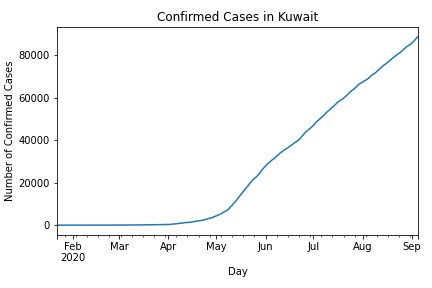 Confirmed Cases in Kuwait
Number of Confirmed Cases
80000
60000
40000
20000
0
Feb Mar Apr May Jun Jul Aug Sep
2020
Day